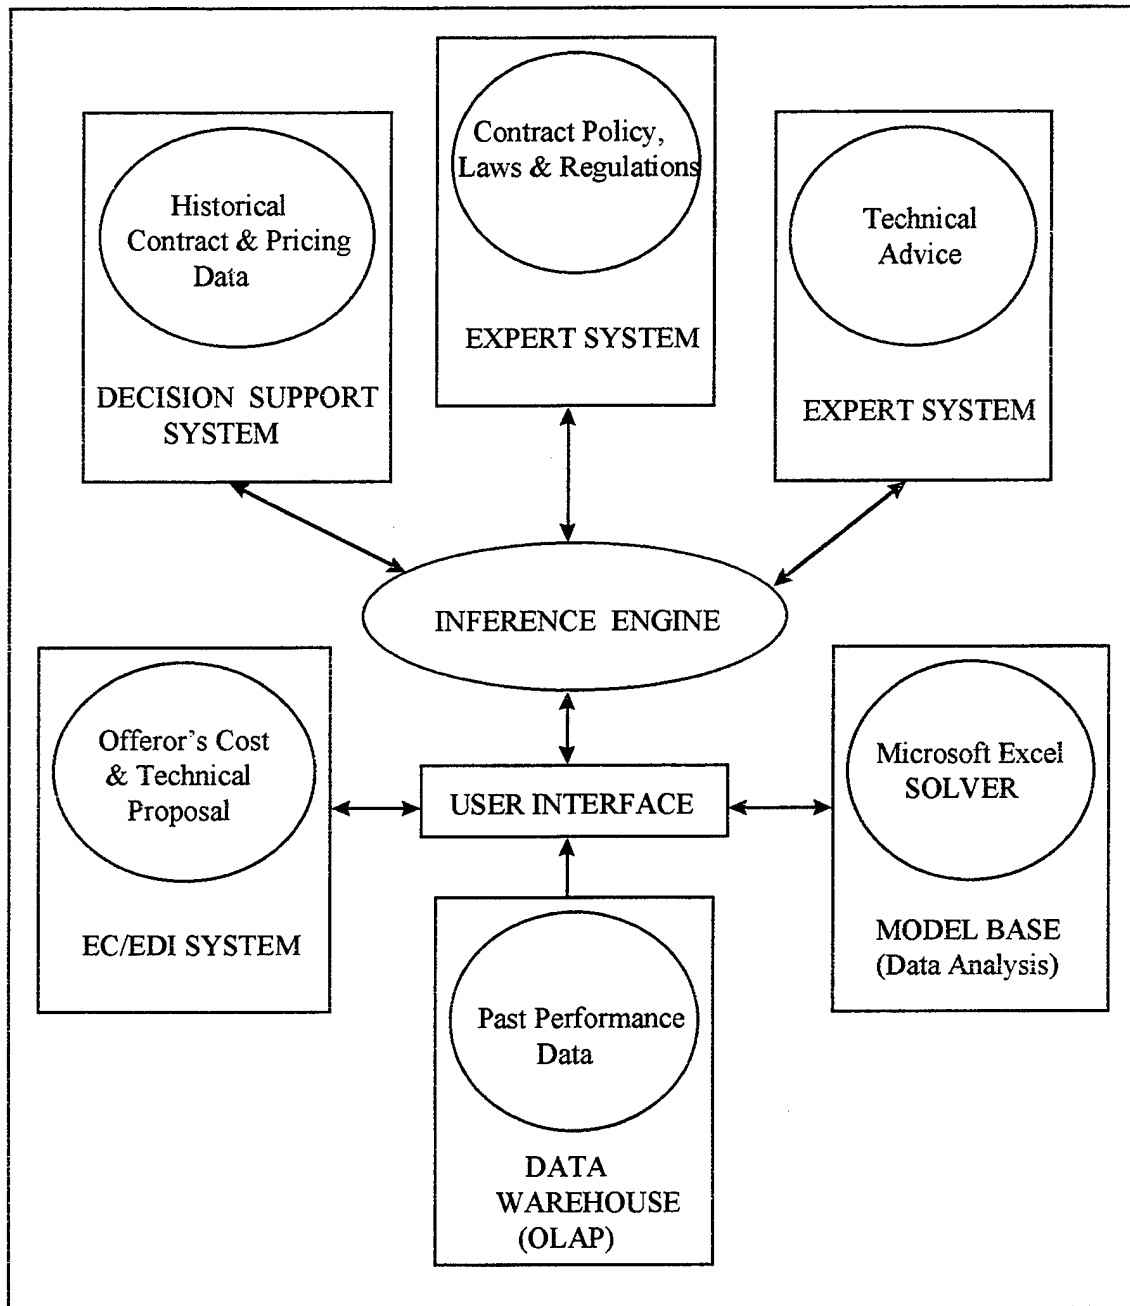 Historical
Contract & Pricing
Data
DECISION SUPPORT
SYSTEM
Contract Policy,
Laws & Regulations
EXPERT SYSTEM
Technical
Advice
EXPERT SYSTEM
INFERENCE ENGINE
Offeror's Cost
& Technical
Proposal
EC/EDI SYSTEM
USER INTERFACE
Microsoft Excel
SOLVER
MODEL BASE
(Data Analysis)
Past Performance
Data
DATA
WAREHOUSE
(OLAP)